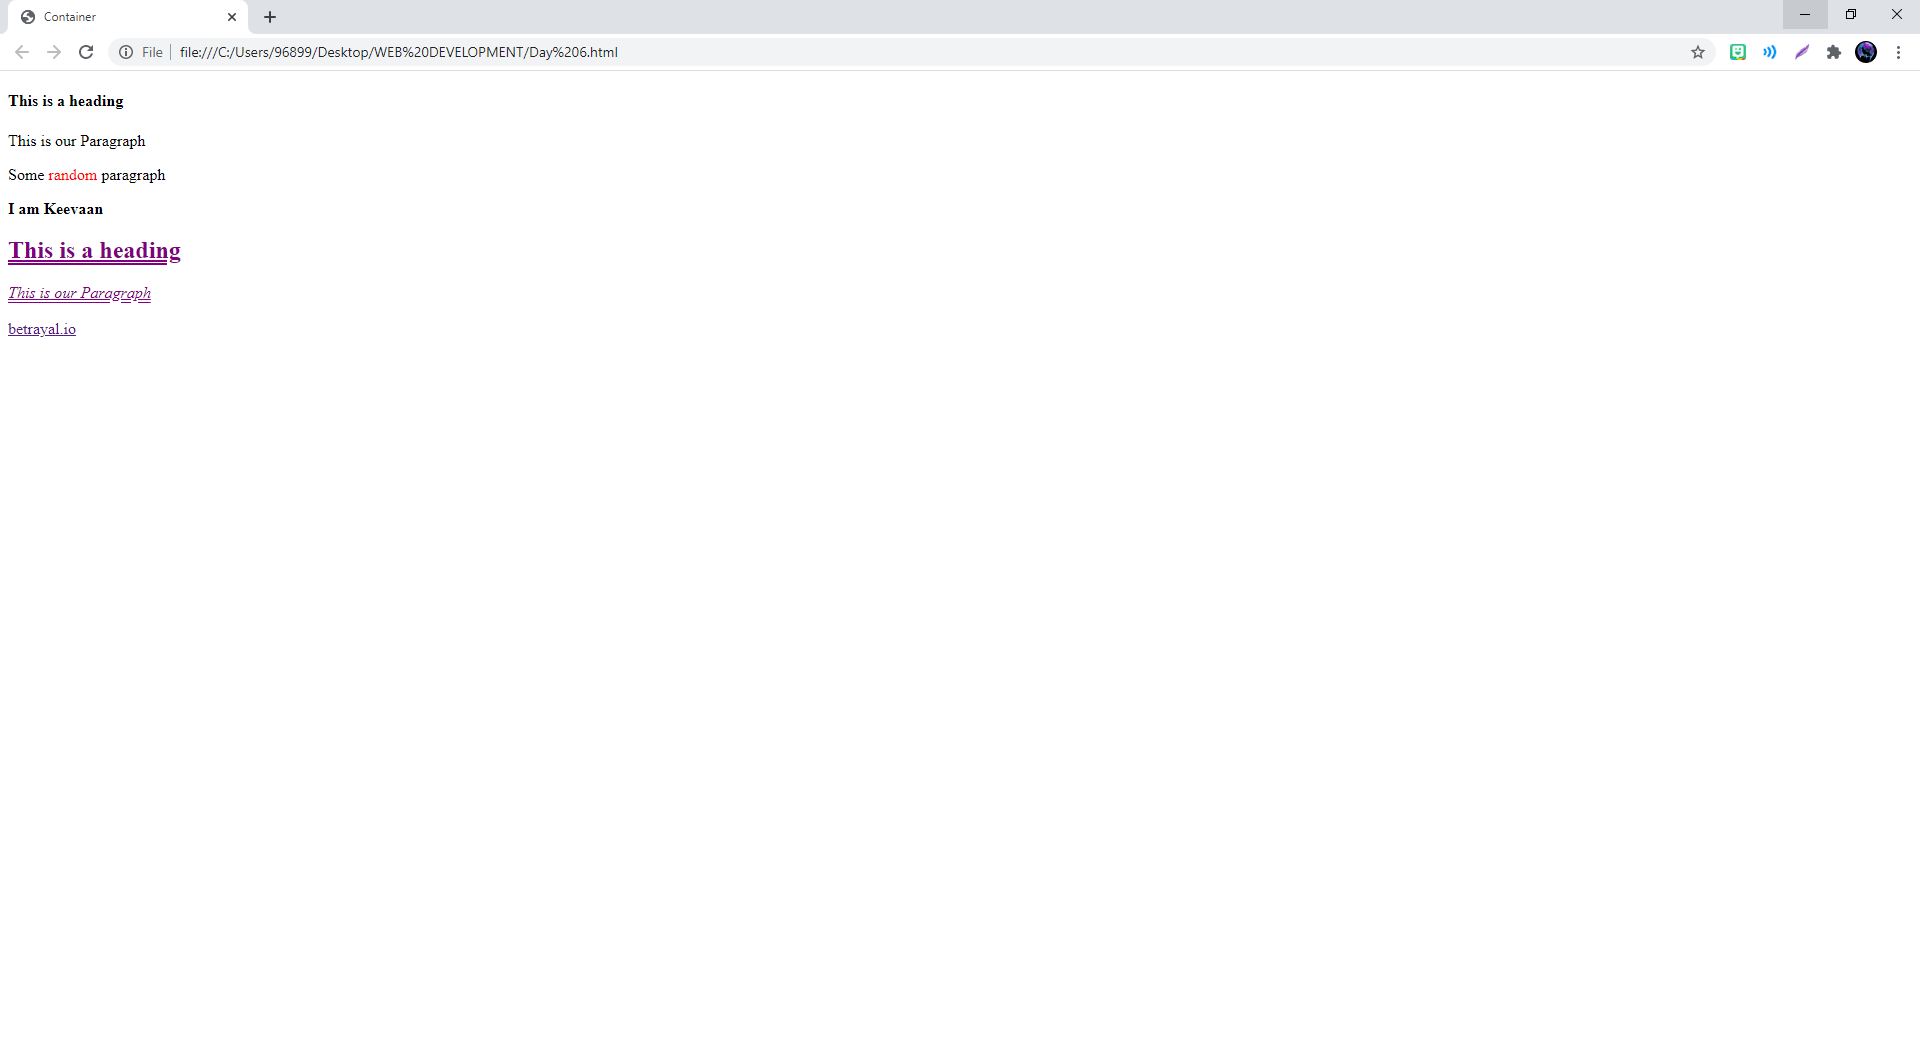 Container
File file:///C:/Users/96899/Desktop/WEB%20DEVELOPMENT/Day%206.html
This is a heading
This is our Paragraph
Some random paragraph
I am Keevaan
This is a heading
This is our Paragraph
betrayal.io